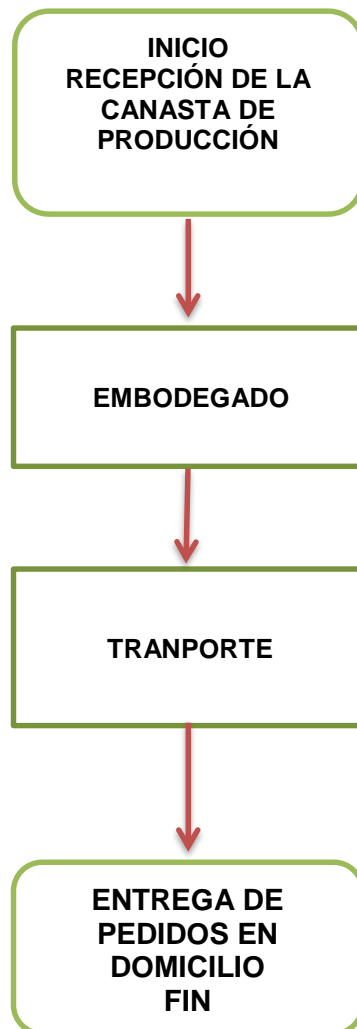 INICIO
RECEPCIÓN DE LA
CANASTA DE
PRODUCCIÓN
EMBODEGADO
TRANPORTE
ENTREGA DE
PEDIDOS EN
DOMICILIO
FIN